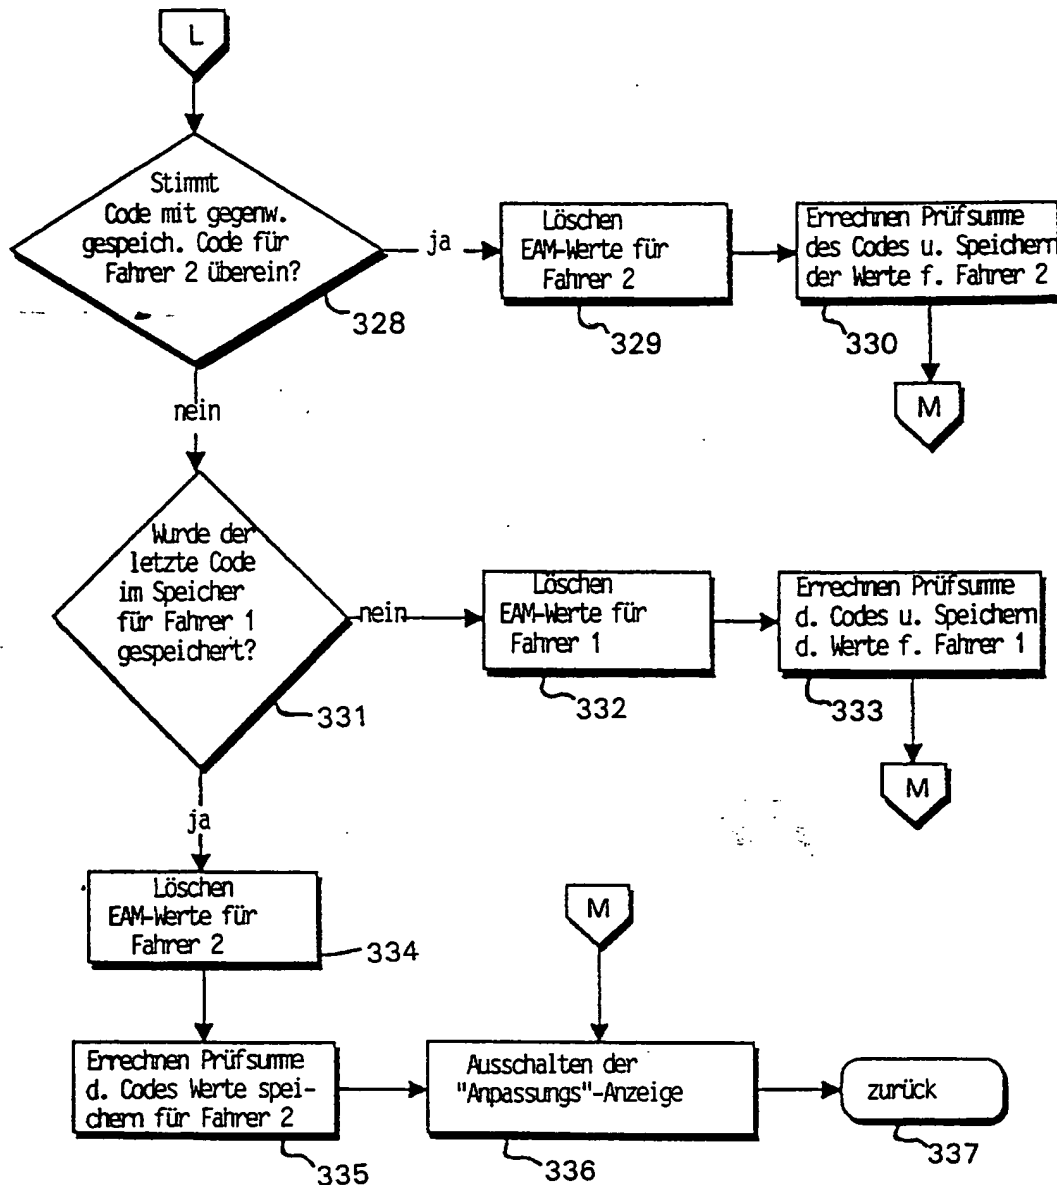 L
Stimmt
Code mit gegenw.
gespeich. Code für
Fahrer 2 überein?
328
ja
Löschen
EAM-Werte für
Fahrer 2
329
Errechnen Prüfsumme
des Codes u. Speichern
der Werte f. Fahrer 2
330
M
nein
Wurde der
letzte Code
im Speicher
für Fahrer 1
gespeichert?
331
nein
Löschen
EAM-Werte für
Fahrer 1
332
Errechnen Prüfsumme
d. Codes u. Speichern
d. Werte f. Fahrer 1
333
M
ja
Löschen
EAM-Werte für
Fahrer 2
334
Errechnen Prüfsumme
d. Codes Werte spei-
chern für Fahrer 2
335
M
Ausschalten der
"Anpassungs"-Anzeige
336
zurück
337